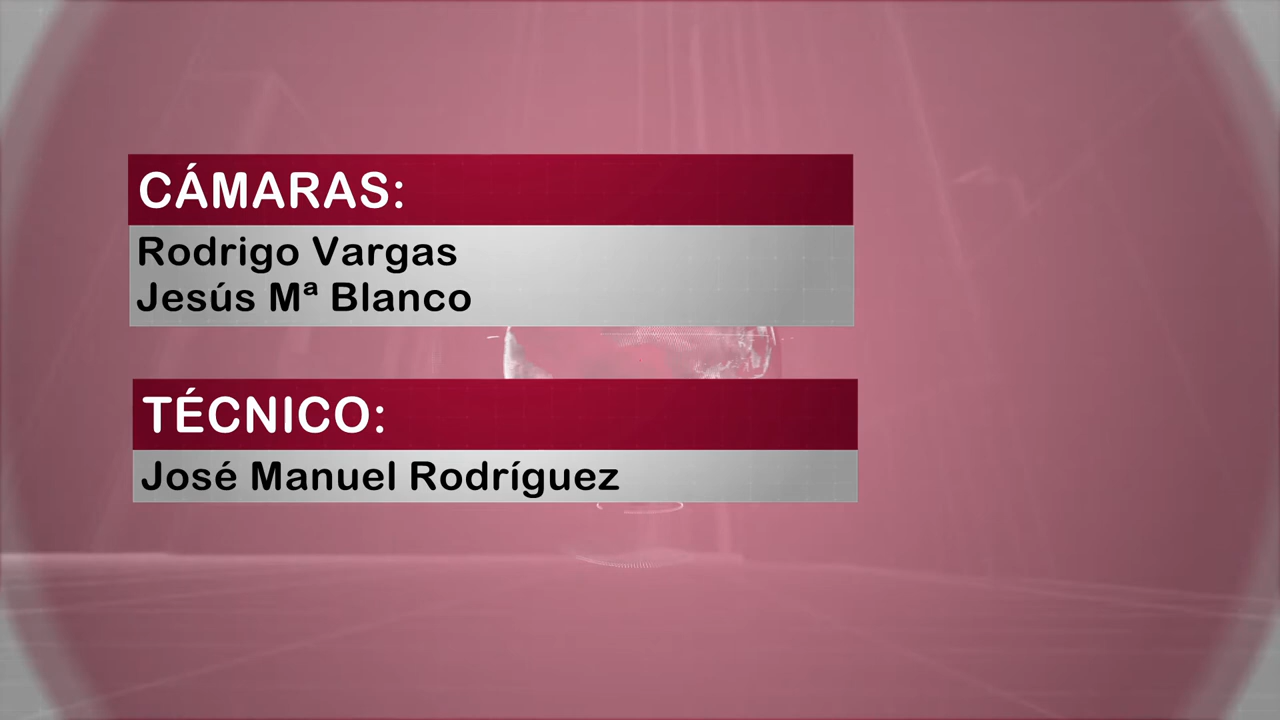 CÁMARAS:
Rodrigo Vargas
Jesús Mª Blanco
TÉCNICO:
José Manuel Rodríguez